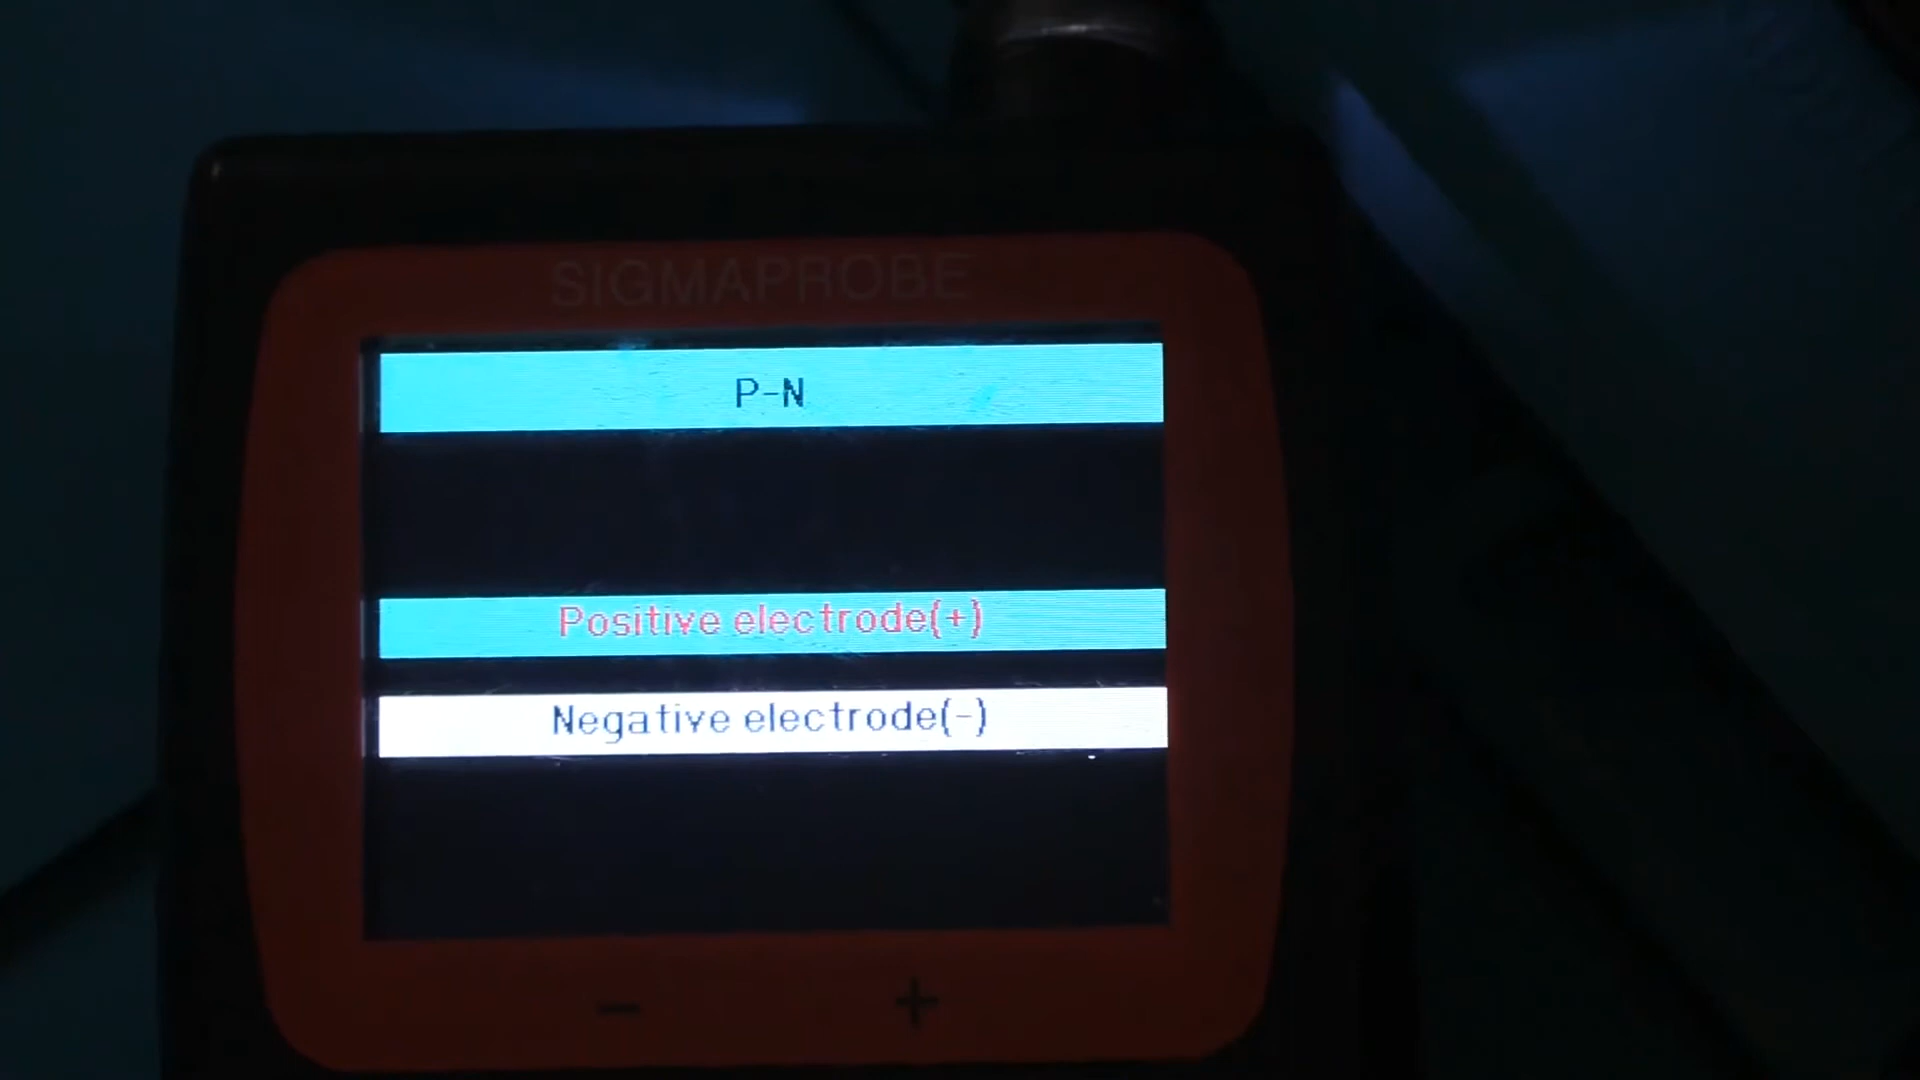 SIGMAPROBE
P-N
Positive electrode(+)
Negative electrode(-)
- +